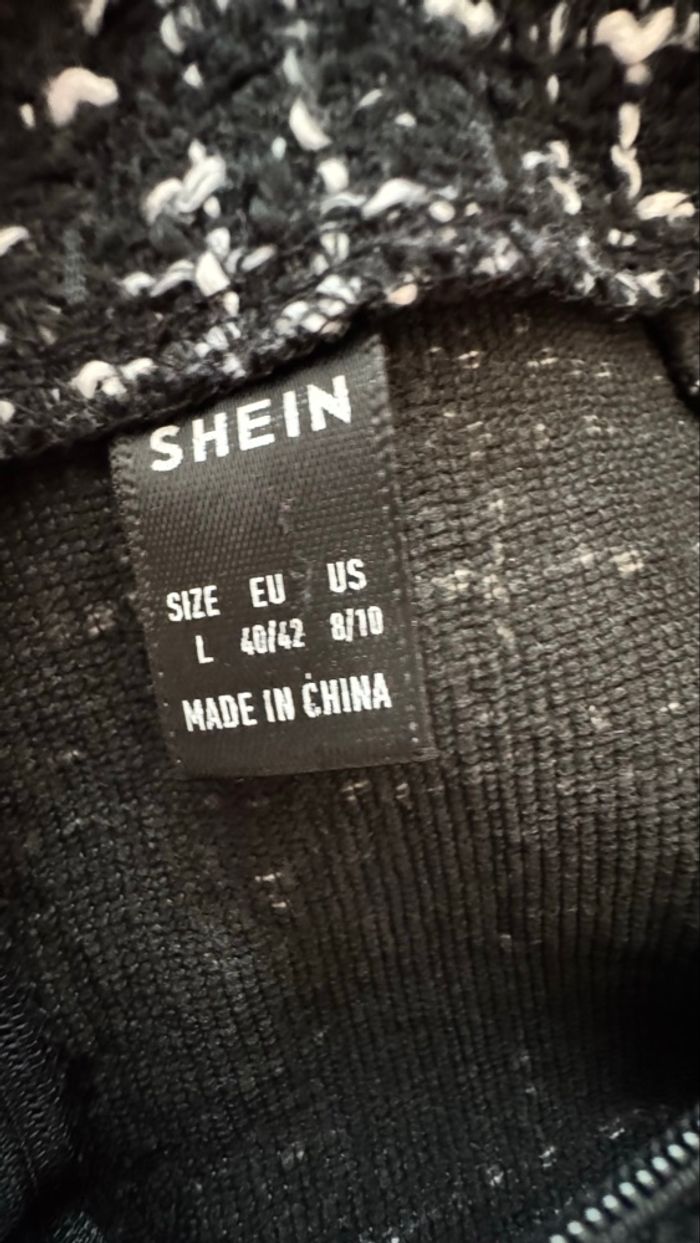 SHEIN
SIZE EU US
L 40/42 8/10
MADE IN CHINA